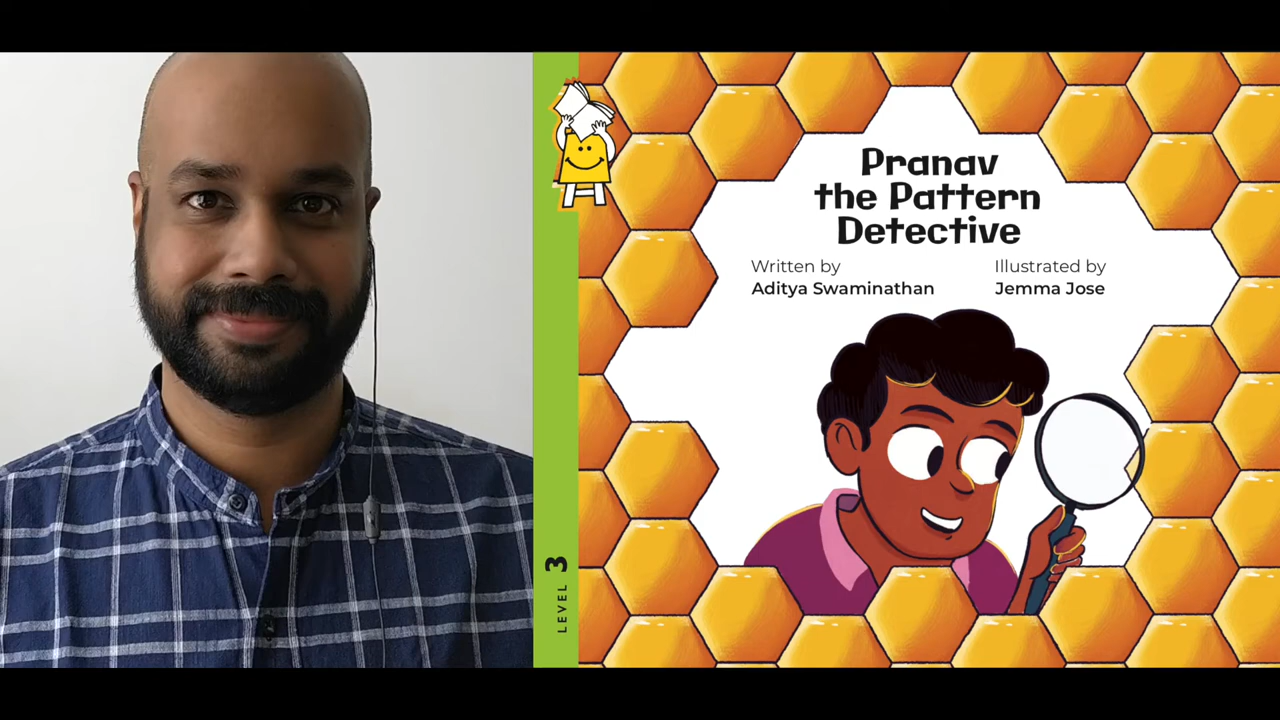 Pranav
the Pattern
Detective
Written by
Aditya Swaminathan
Illustrated by
Jemma Jose
LEVEL 3